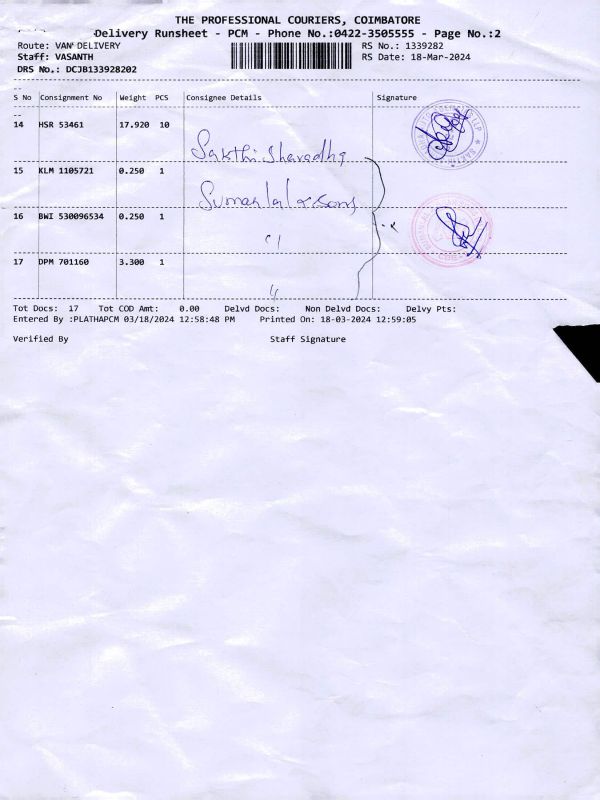 THE PROFESSIONAL COURIERS, COIMBATORE
Delivery Runsheet - PCM - Phone No.:0422-3505555 - Page No.:2
Route: VAN DELIVERY
RS No.: 1339282
Staff: VASANTH
RS Date: 18-Mar-2024
DRS No.: DCJB133928202
S No Consignment No Weight PCS Consignee Details Signature
14 HSR 53461 17.920 10
Sakthi Sharadhi
15 KLM 1105721 0.250 1
Suman lal & sons
16 BWI 530096534 0.250 1
17 DPM 701160 3.300 1
Tot Docs: 17 Tot COD Amt: 0.00 Delvd Docs: Non Delvd Docs: Delvy Pts:
Entered By :PLATHAPCM 03/18/2024 12:58:48 PM Printed On: 18-03-2024 12:59:05
Verified By Staff Signature